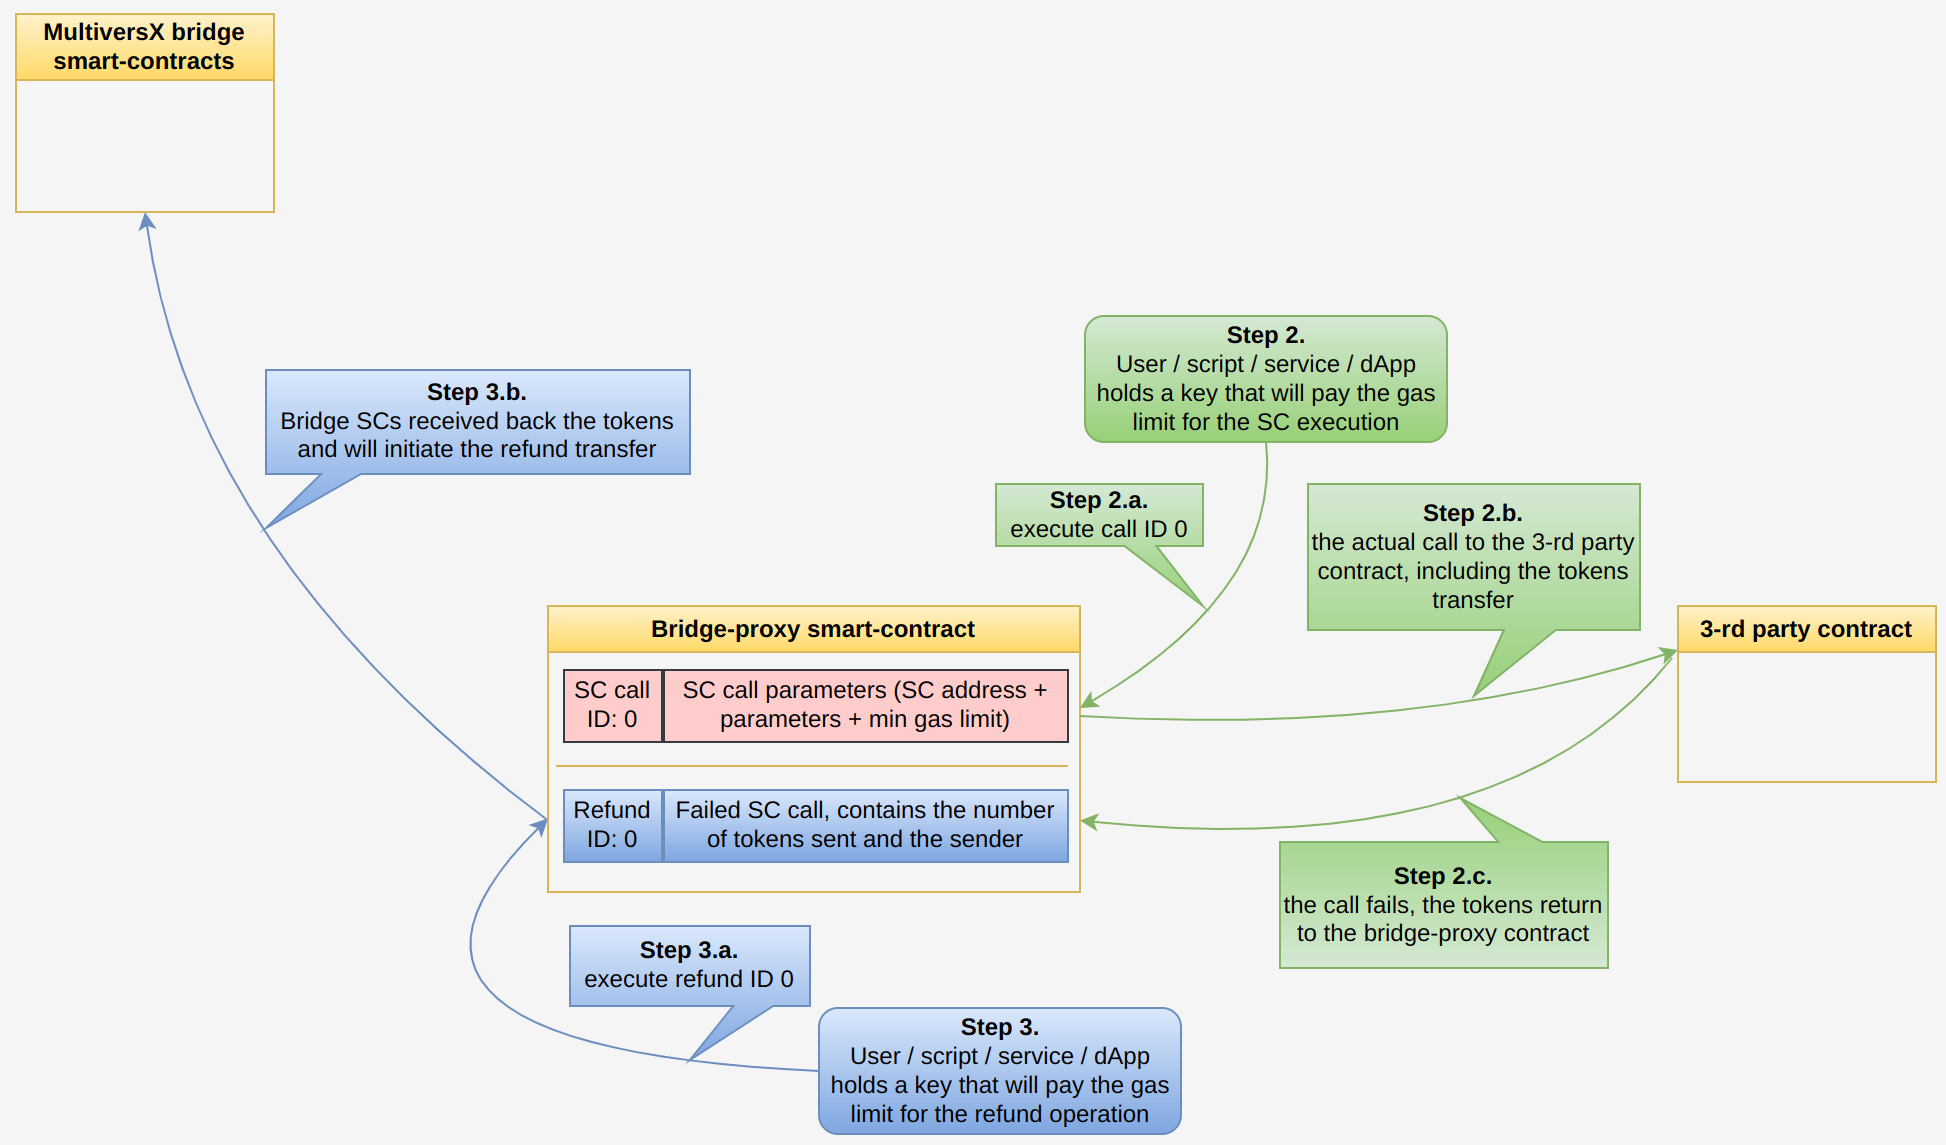 MultiversX bridge
smart-contracts
Step 3.b.
Bridge SCs received back the tokens
and will initiate the refund transfer
Step 2.
User / script / service / dApp
holds a key that will pay the gas
limit for the SC execution
Step 2.a.
execute call ID 0
Step 2.b.
the actual call to the 3-rd party
contract, including the tokens
transfer
Bridge-proxy smart-contract
SC call
ID: 0
SC call parameters (SC address +
parameters + min gas limit)
Refund
ID: 0
Failed SC call, contains the number
of tokens sent and the sender
3-rd party contract
Step 2.c.
the call fails, the tokens return
to the bridge-proxy contract
Step 3.a.
execute refund ID 0
Step 3.
User / script / service / dApp
holds a key that will pay the gas
limit for the refund operation